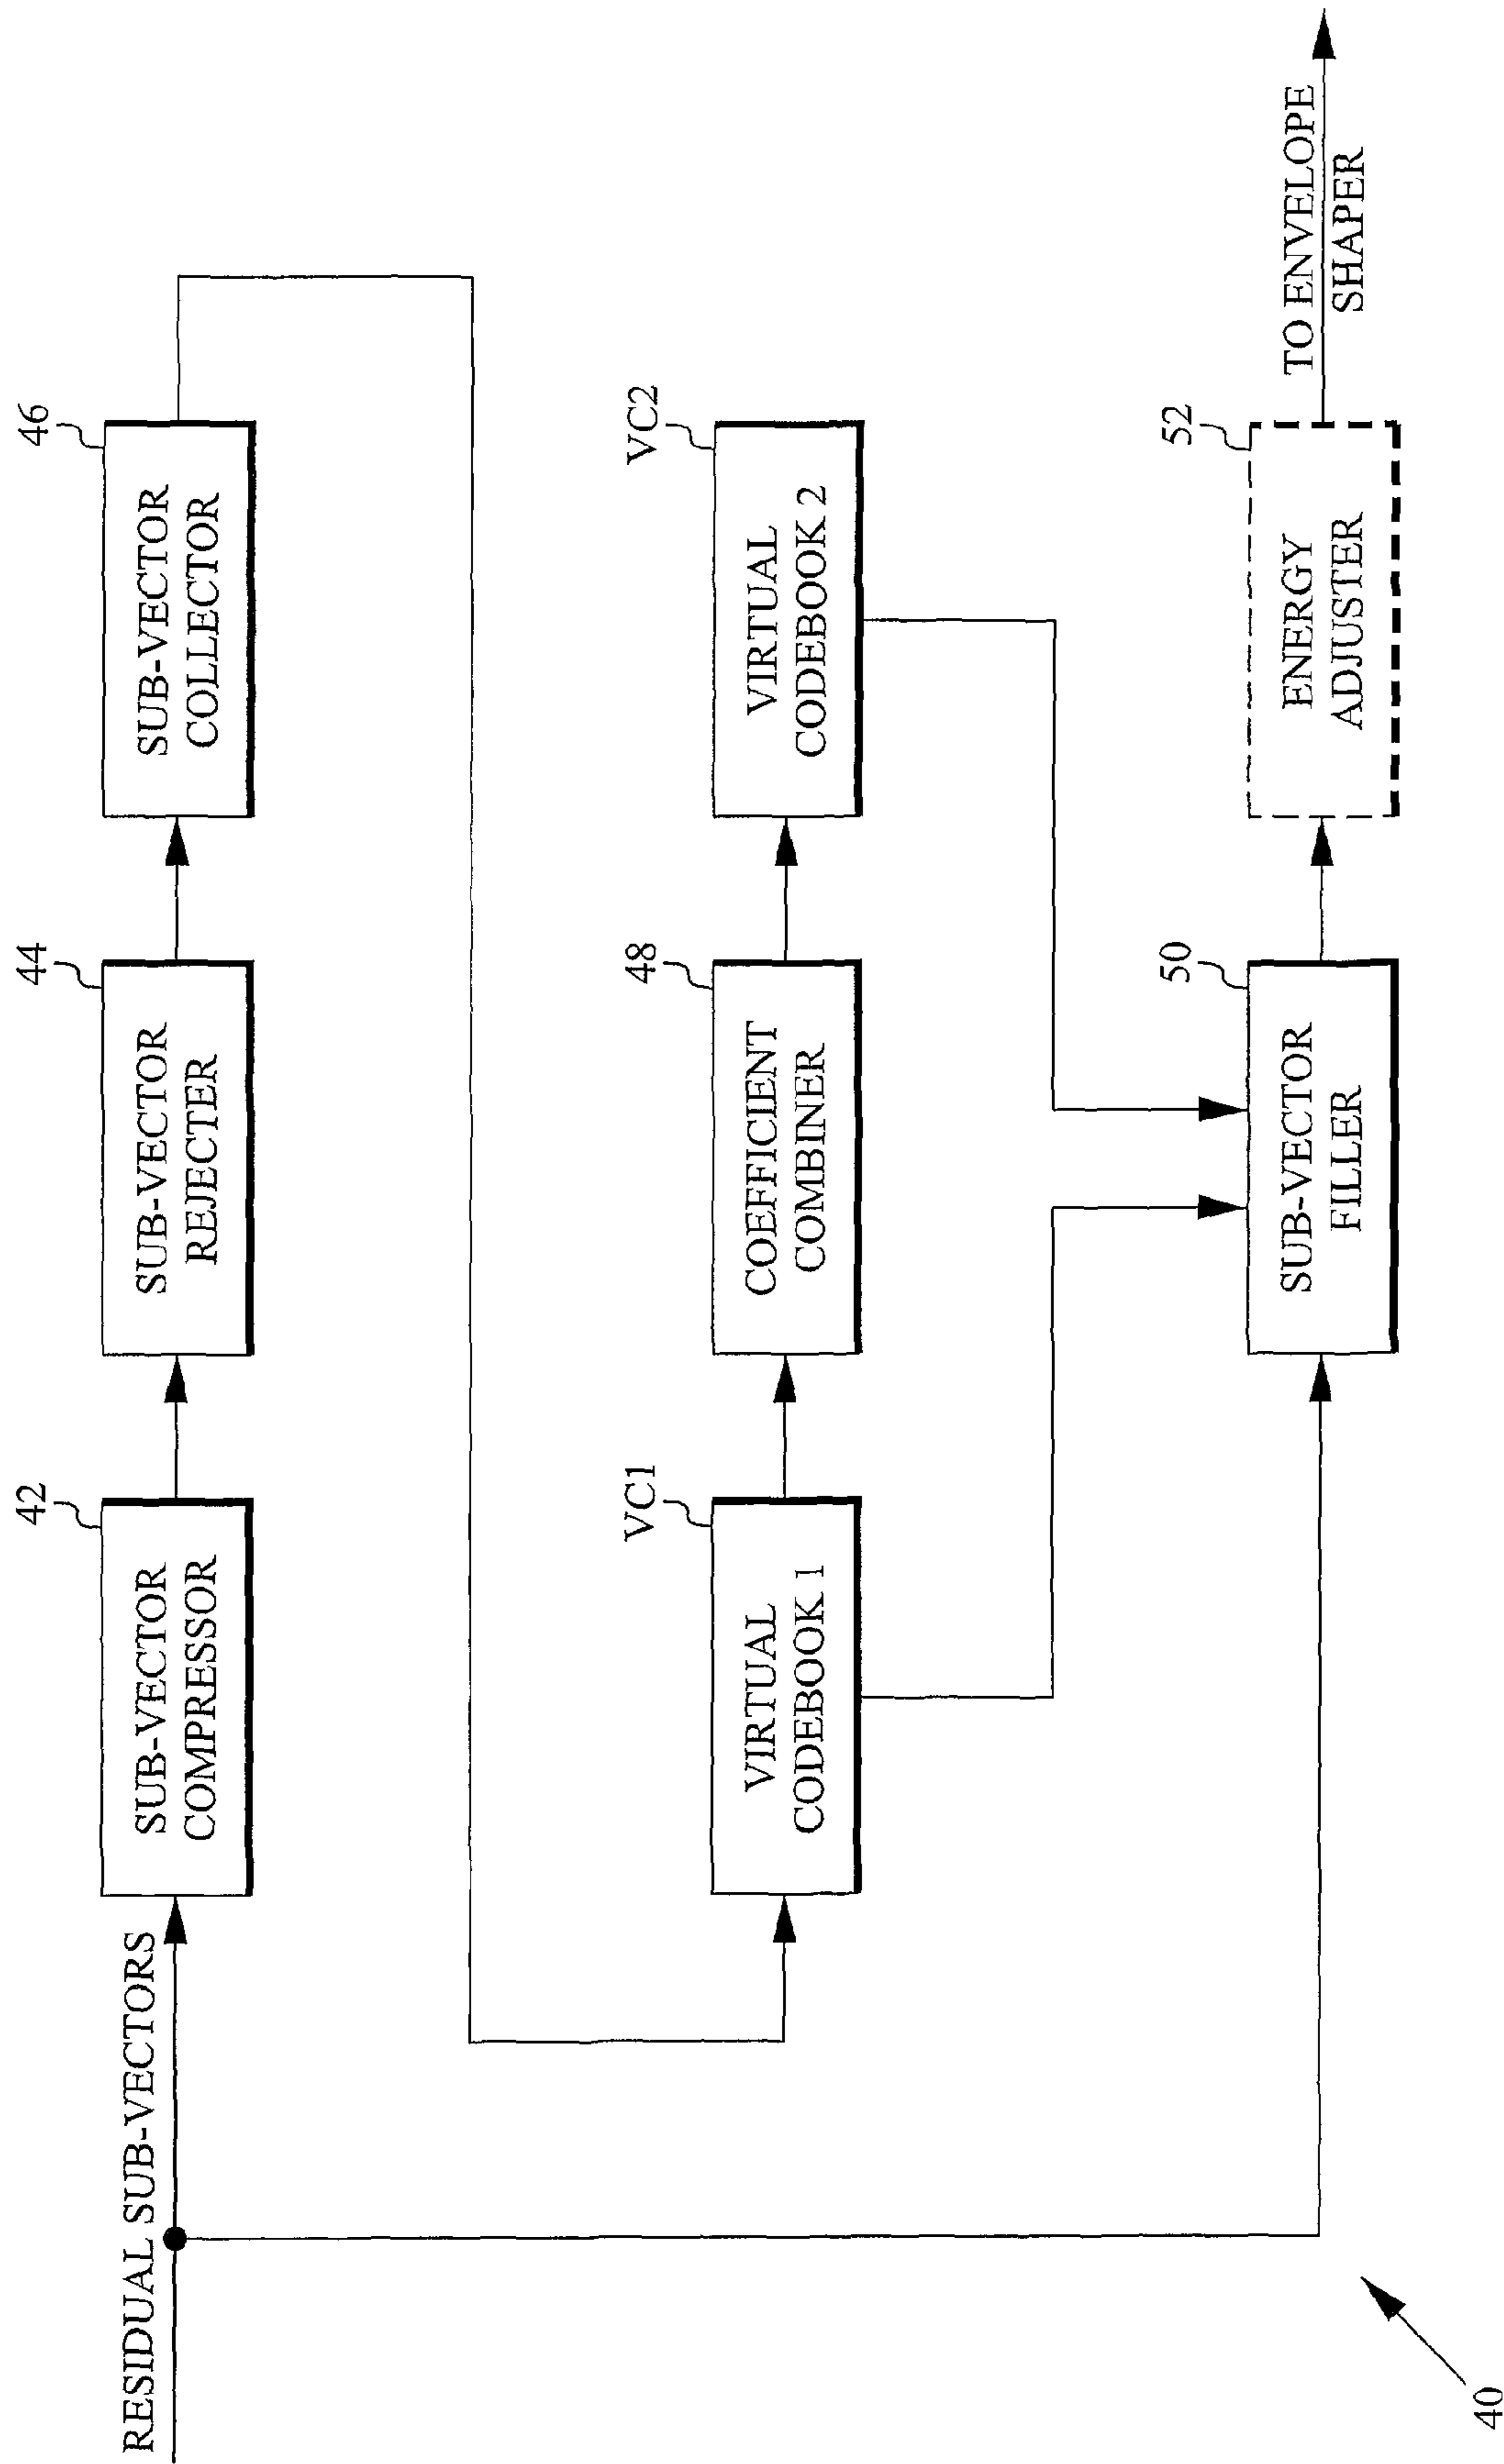 RESIDUAL SUB-VECTORS
42
SUB-VECTOR
COMPRESSOR
44
SUB-VECTOR
REJECTER
46
SUB-VECTOR
COLLECTOR
VC1
VIRTUAL
CODEBOOK 1
48
COEFFICIENT
COMBINER
VC2
VIRTUAL
CODEBOOK 2
50
SUB-VECTOR
FILLER
52
ENERGY
ADJUSTER
TO ENVELOPE
SHAPER
40